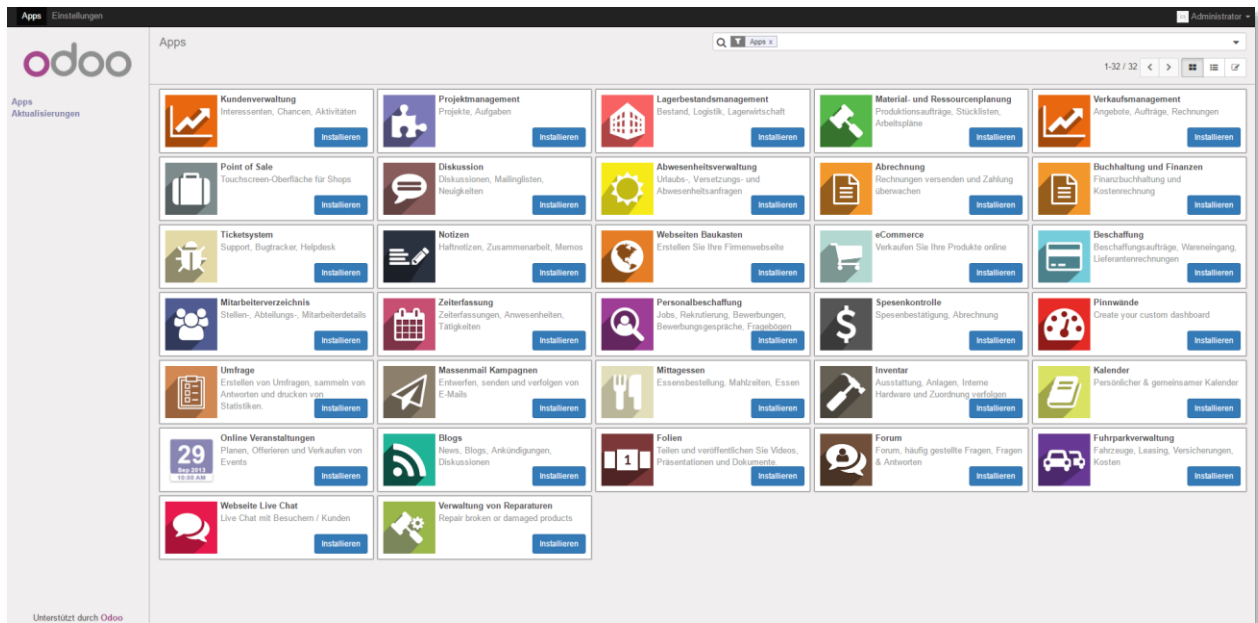 Apps Einstellungen
Administrator
odoo
Apps
Apps x
1-32 / 32
Apps
Aktualisierungen
Kundenverwaltung
Interessenten, Chancen, Aktivitäten
Installieren
Projektmanagement
Projekte, Aufgaben
Installieren
Lagerbestandsmanagement
Bestand, Logistik, Lagerwirtschaft
Installieren
Material- und Ressourcenplanung
Produktionsaufträge, Stücklisten,
Arbeitspläne
Installieren
Verkaufsmanagement
Angebote, Aufträge, Rechnungen
Installieren
Point of Sale
Touchscreen-Oberfläche für Shops
Installieren
Diskussion
Diskussionen, Mailinglisten,
Neuigkeiten
Installieren
Abwesenheitsverwaltung
Urlaubs-, Versetzungs- und
Abwesenheitsanfragen
Installieren
Abrechnung
Rechnungen versenden und Zahlung
überwachen
Installieren
Buchhaltung und Finanzen
Finanzbuchhaltung und
Kostenrechnung
Installieren
Ticketsystem
Support, Bugtracker, Helpdesk
Installieren
Notizen
Haftnotizen, Zusammenarbeit, Memos
Installieren
Webseiten Baukasten
Erstellen Sie Ihre Firmenwebseite
Installieren
eCommerce
Verkaufen Sie Ihre Produkte online
Installieren
Beschaffung
Beschaffungsaufträge, Wareneingang,
Lieferantenrechnungen
Installieren
Mitarbeiterverzeichnis
Stellen-, Abteilungs-, Mitarbeiterdetails
Installieren
Zeiterfassung
Zeiterfassungen, Anwesenheiten,
Tätigkeiten
Installieren
Personalbeschaffung
Jobs, Rekrutierung, Bewerbungen,
Bewerbungsgespräche, Fragebögen
Installieren
Spesenkontrolle
Spesenbestätigung, Abrechnung
Installieren
Pinnwände
Create your custom dashboard
Installieren
Umfrage
Erstellen von Umfragen, sammeln von
Antworten und drucken von
Statistiken.
Installieren
Massenmail Kampagnen
Entwerfen, senden und verfolgen von
E-Mails
Installieren
Mittagessen
Essensbestellung, Mahlzeiten, Essen
Installieren
Inventar
Ausstattung, Anlagen, Interne
Hardware und Zuordnung verfolgen
Installieren
Kalender
Persönlicher & gemeinsamer Kalender
Installieren
29
Sep 2013
10:00 AM
Online Veranstaltungen
Planen, Offerieren und Verkaufen von
Events
Installieren
Blogs
News, Blogs, Ankündigungen,
Diskussionen
Installieren
1
Folien
Teilen und veröffentlichen Sie Videos,
Präsentationen und Dokumente.
Installieren
Forum
Forum, häufig gestellte Fragen, Fragen
& Antworten
Installieren
Fuhrparkverwaltung
Fahrzeuge, Leasing, Versicherungen,
Kosten
Installieren
Webseite Live Chat
Live Chat mit Besuchern / Kunden
Installieren
Verwaltung von Reparaturen
Repair broken or damaged products
Installieren
Unterstützt durch Odoo